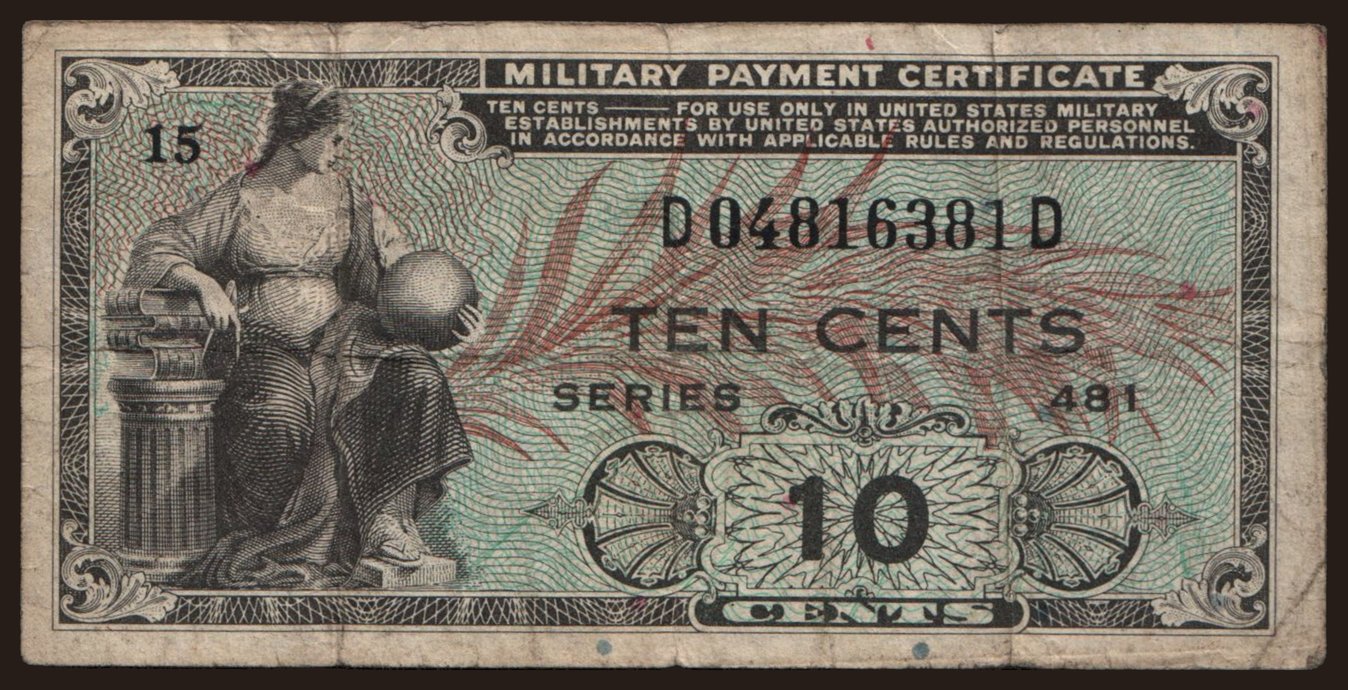 MILITARY PAYMENT CERTIFICATE
TEN CENTS — FOR USE ONLY IN UNITED STATES MILITARY
ESTABLISHMENTS BY UNITED STATES AUTHORIZED PERSONNEL
IN ACCORDANCE WITH APPLICABLE RULES AND REGULATIONS.
15
D04816381D
TEN CENTS
SERIES 481
10
CENTS